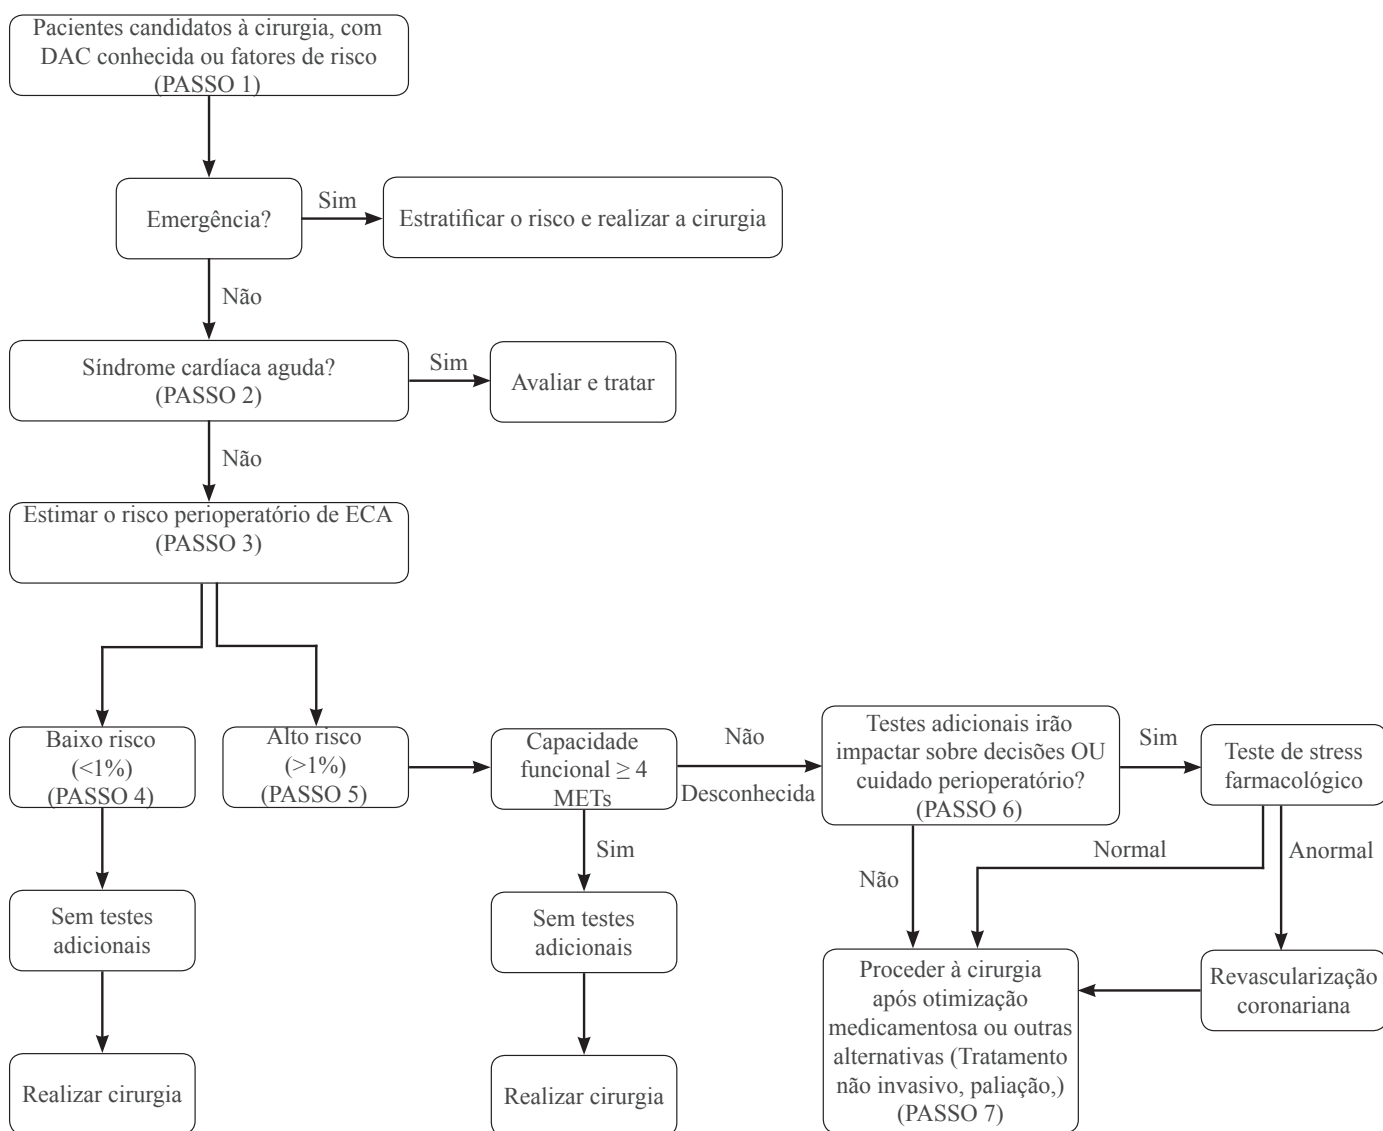 Pacientes candidatos à cirurgia, com
DAC conhecida ou fatores de risco
(PASSO 1)
Emergência?
Sim
Estratificar o risco e realizar a cirurgia
Não
Síndrome cardíaca aguda?
(PASSO 2)
Sim
Avaliar e tratar
Não
Estimar o risco perioperatório de ECA
(PASSO 3)
Baixo risco
(<1%)
(PASSO 4)
Alto risco
(>1%)
(PASSO 5)
Capacidade
funcional ≥ 4
METs
Não
Desconhecida
Testes adicionais irão
impactar sobre decisões OU
cuidado perioperatório?
(PASSO 6)
Sim
Teste de stress
farmacológico
Sim
Não
Normal
Anormal
Sem testes
adicionais
Sem testes
adicionais
Proceder à cirurgia
após otimização
medicamentosa ou outras
alternativas (Tratamento
não invasivo, paliação,)
(PASSO 7)
Revascularização
coronariana
Realizar cirurgia
Realizar cirurgia